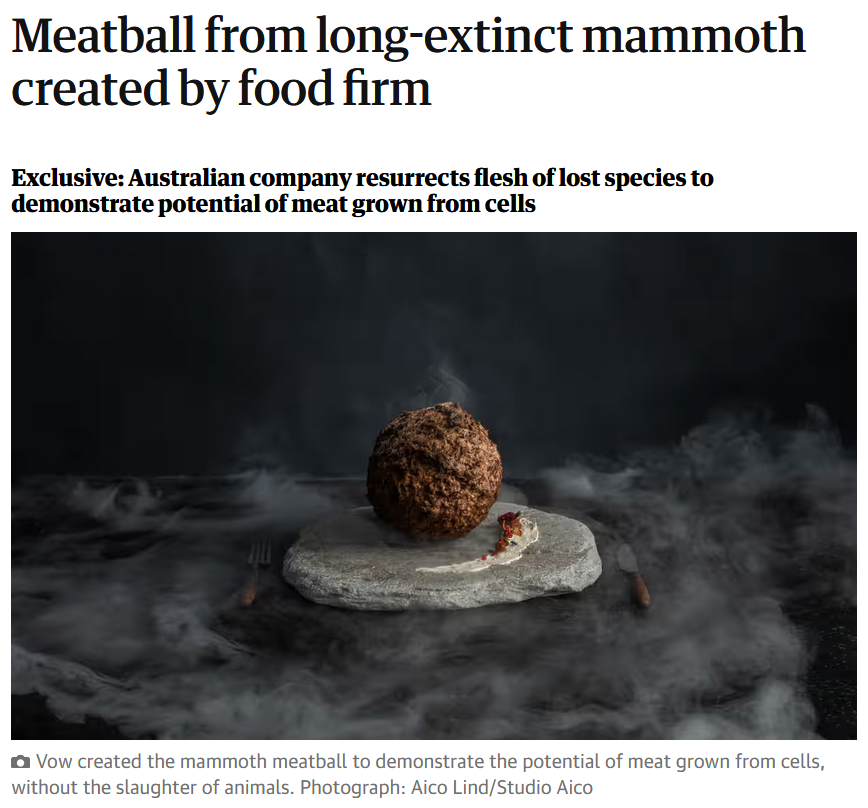 Meatball from long-extinct mammoth
created by food firm
Exclusive: Australian company resurrects flesh of lost species to
demonstrate potential of meat grown from cells
Vow created the mammoth meatball to demonstrate the potential of meat grown from cells,
without the slaughter of animals. Photograph: Aico Lind/Studio Aico